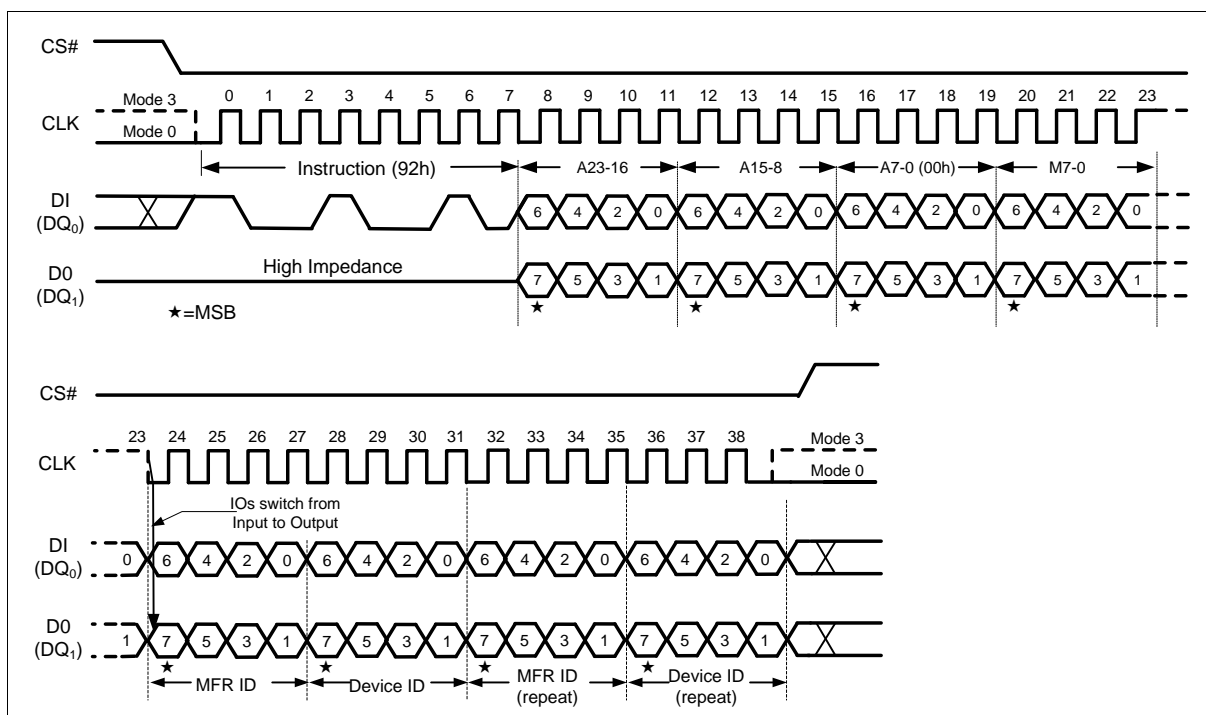 CS#
Mode 3
0 1 2 3 4 5 6 7 8 9 10 11 12 13 14 15 16 17 18 19 20 21 22 23
CLK
Mode 0
Instruction (92h) A23-16 A15-8 A7-0 (00h) M7-0
DI
(DQ0)
6 4 2 0 6 4 2 0 6 4 2 0 6 4 2 0
High Impedance
D0
(DQ1)
7 5 3 1 7 5 3 1 7 5 3 1 7 5 3 1
★ ★ ★ ★
★=MSB
CS#
23 24 25 26 27 28 29 30 31 32 33 34 35 36 37 38
Mode 3
CLK
Mode 0
IOs switch from
Input to Output
DI
(DQ0)
0 6 4 2 0 6 4 2 0 6 4 2 0 6 4 2 0
D0
(DQ1)
1 7 5 3 1 7 5 3 1 7 5 3 1 7 5 3 1
★ ★ ★ ★
MFR ID Device ID MFR ID
(repeat)
Device ID
(repeat)